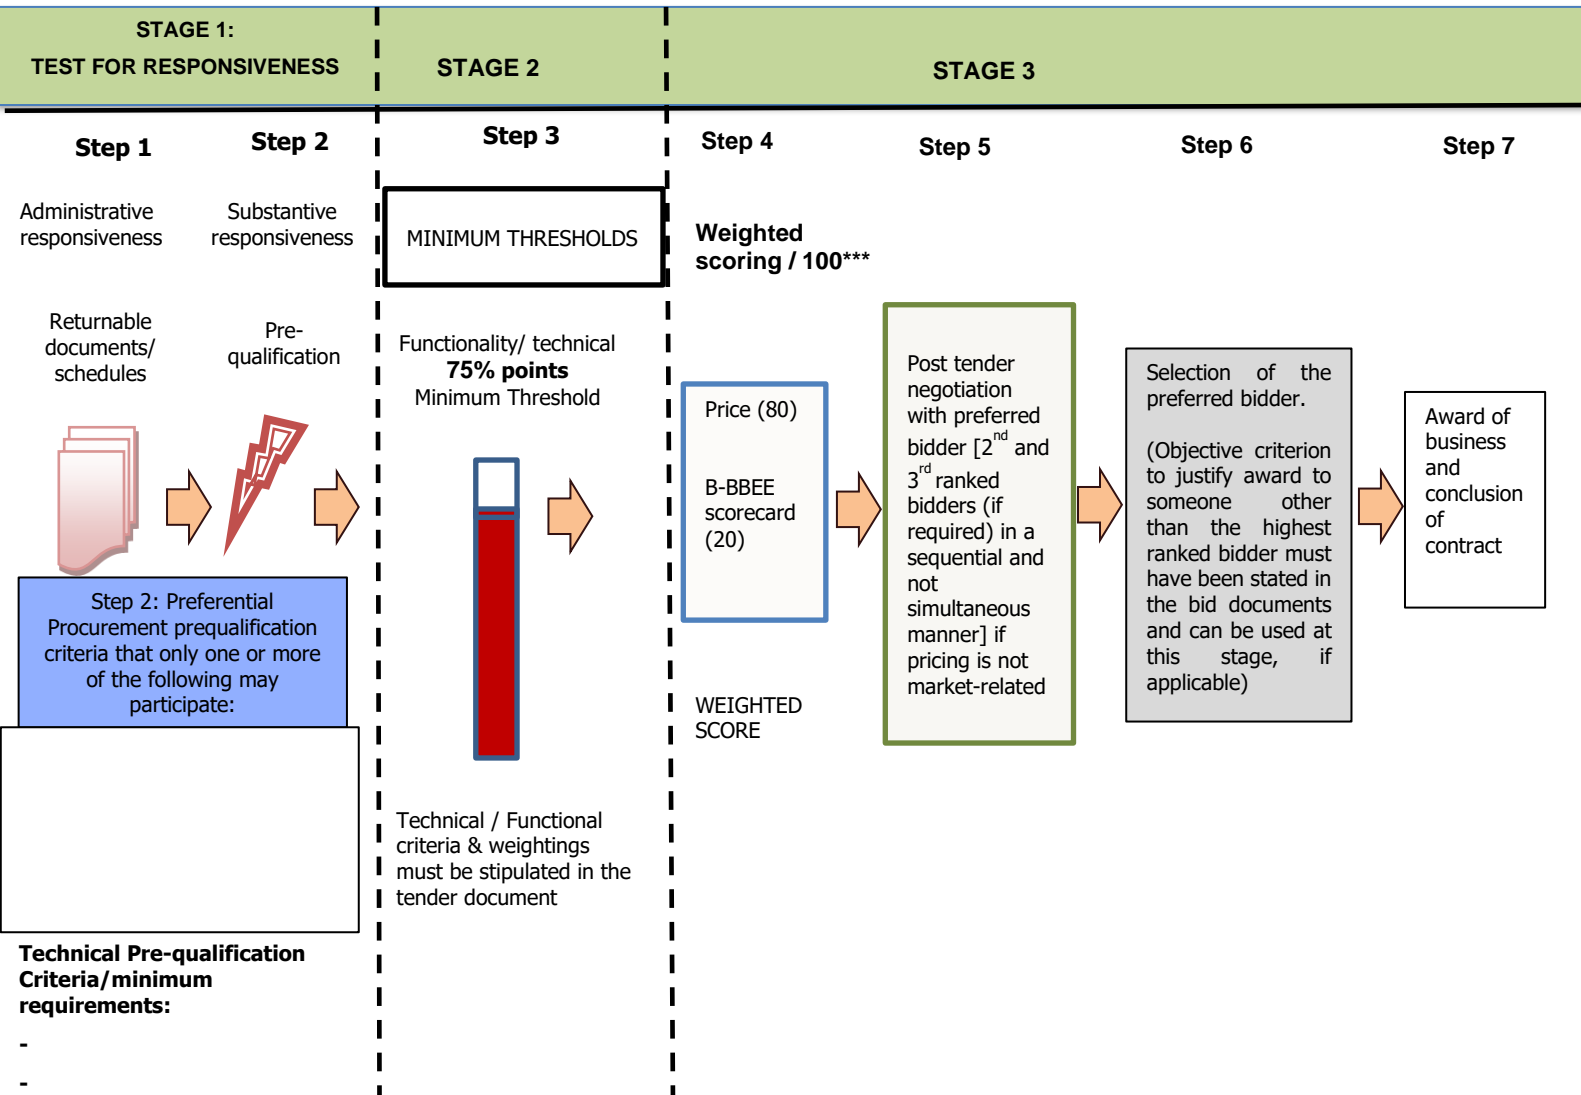 STAGE 1:
TEST FOR RESPONSIVENESS
STAGE 2
STAGE 3
Step 1
Step 2
Step 3
Step 4
Step 5
Step 6
Step 7
Administrative
responsiveness
Substantive
responsiveness
MINIMUM THRESHOLDS
Weighted
scoring / 100***
Returnable
documents/
schedules
Pre-
qualification
Functionality/ technical
75% points
Minimum Threshold
Price (80)
B-BBEE
scorecard
(20)
Post tender
negotiation
with preferred
bidder [2nd and
3rd ranked
bidders (if
required) in a
sequential and
not
simultaneous
manner] if
pricing is not
market-related
Selection of the
preferred bidder.
(Objective criterion
to justify award to
someone other
than the highest
ranked bidder must
have been stated in
the bid documents
and can be used at
this stage, if
applicable)
Award of
business
and
conclusion
of
contract
Step 2: Preferential
Procurement prequalification
criteria that only one or more
of the following may
participate:
WEIGHTED
SCORE
Technical / Functional
criteria & weightings
must be stipulated in the
tender document
Technical Pre-qualification
Criteria/minimum
requirements:
-
-